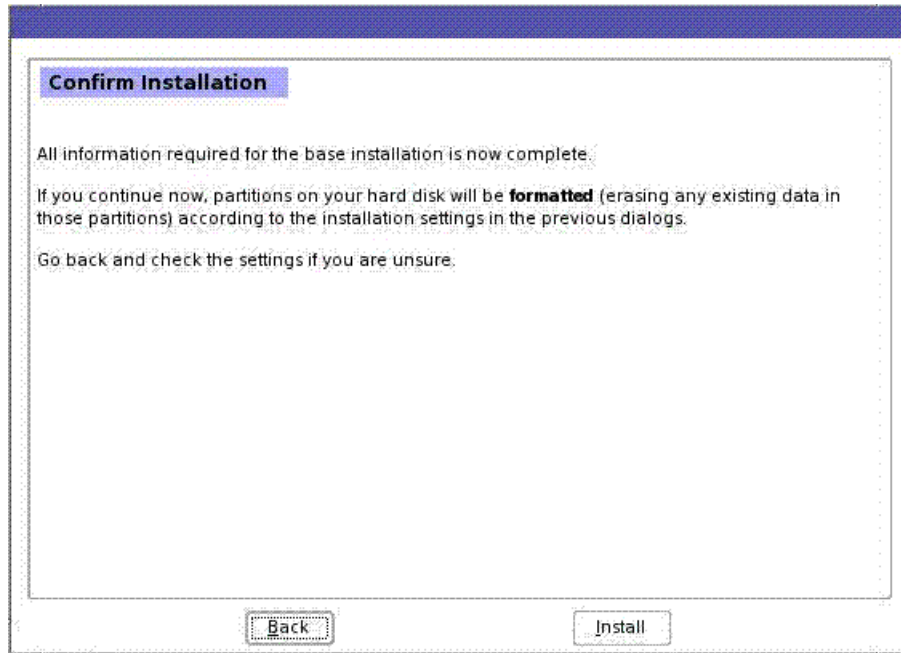 Confirm Installation
All information required for the base installation is now complete.
If you continue now, partitions on your hard disk will be formatted (erasing any existing data in
those partitions) according to the installation settings in the previous dialogs.
Go back and check the settings if you are unsure.
Back
Install